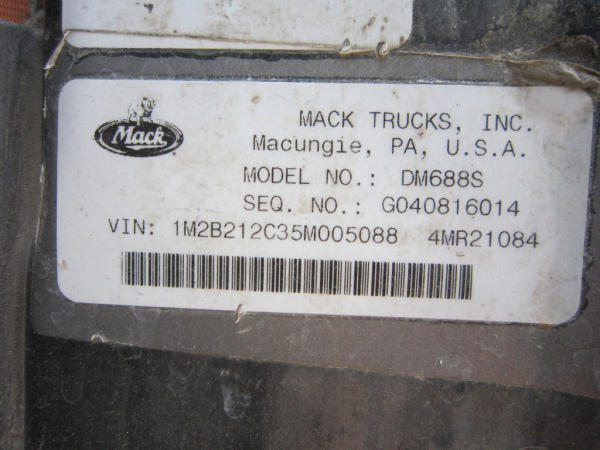 Mack
MACK TRUCKS, INC.
Macungie, PA, U.S.A.
MODEL NO.: DM688S
SEQ. NO.: G040816014
VIN: 1M2B212C35M005088 4MR21084